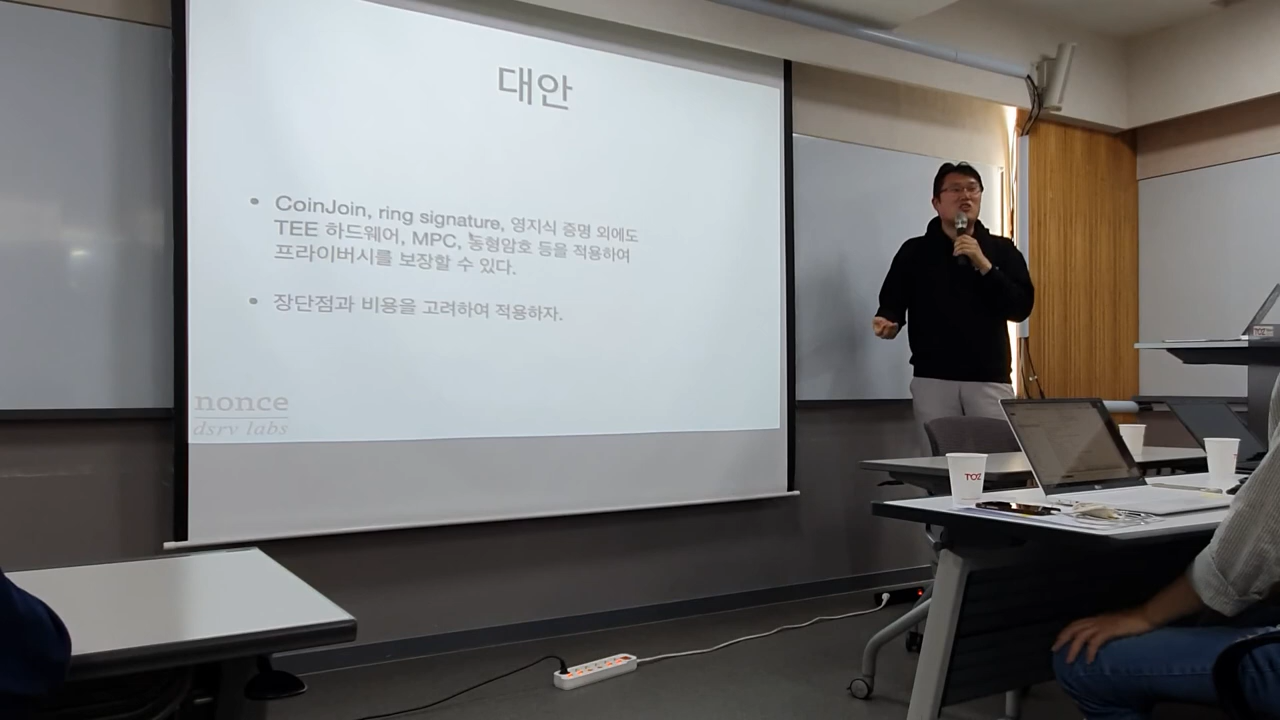 대안
• CoinJoin, ring signature, 영지식 증명 외에도
TEE 하드웨어, MPC, 동형암호 등을 적용하여
프라이버시를 보장할 수 있다.
• 장단점과 비용을 고려하여 적용하자.
nonce
dsrv labs
TOZ